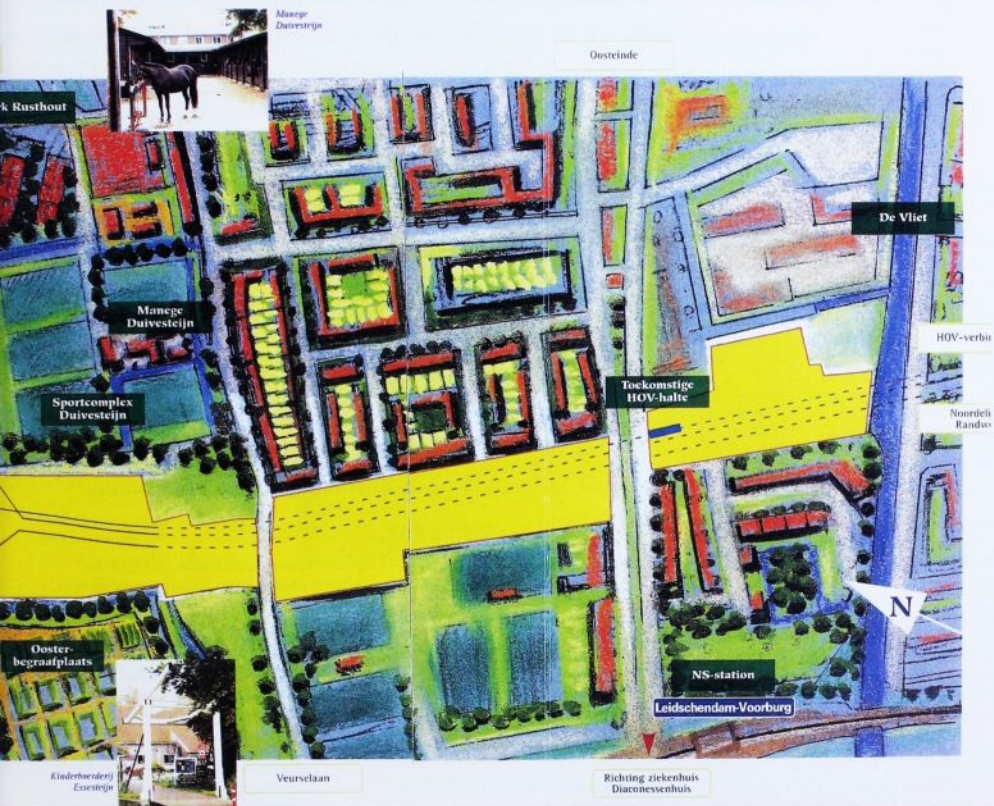 Manege
Duivesteijn
Oosteinde
rk Rusthout
De Vliet
Manege
Duivesteijn
HOV-verbi
Toekomstige
HOV-halte
Sportcomplex
Duivesteijn
Noordeli
Randw
N
Ooster-
begraafplaats
NS-station
Leidschendam-Voorburg
Kinderboerderij
Essesteijn
Veurselaan
Richting ziekenhuis
Diaconessenhuis